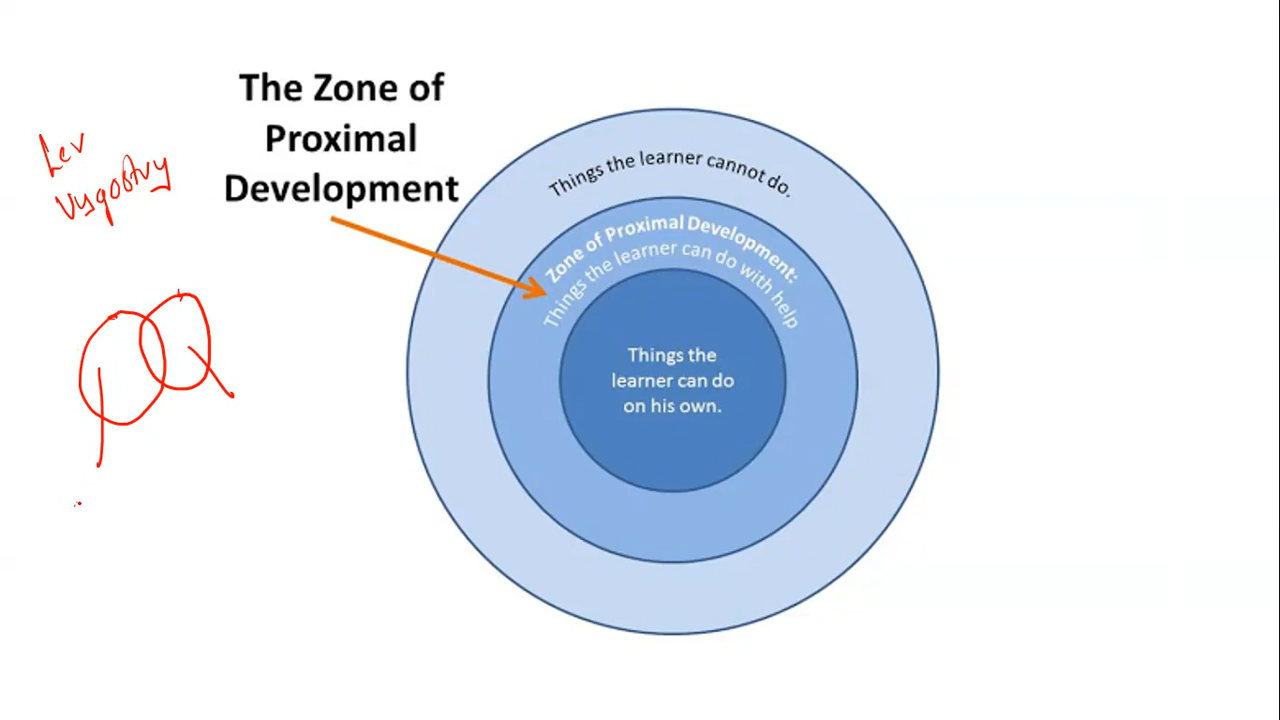 The Zone of
Proximal
Development
Lev
Things the learner cannot do.
Zone of Proximal Development:
Things the learner can do with help
Things the
learner can do
on his own.